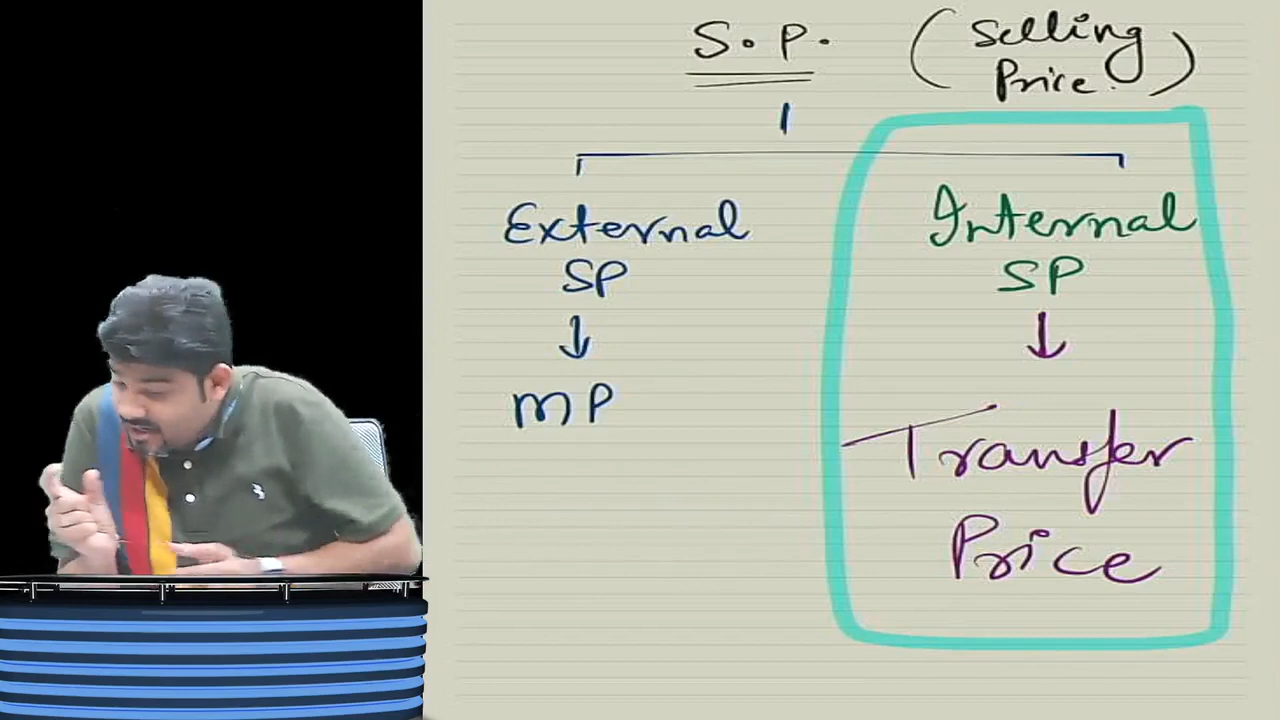 S.P. (Selling Price.)
External SP
↓
MP
Internal SP
↓
Transfer Price